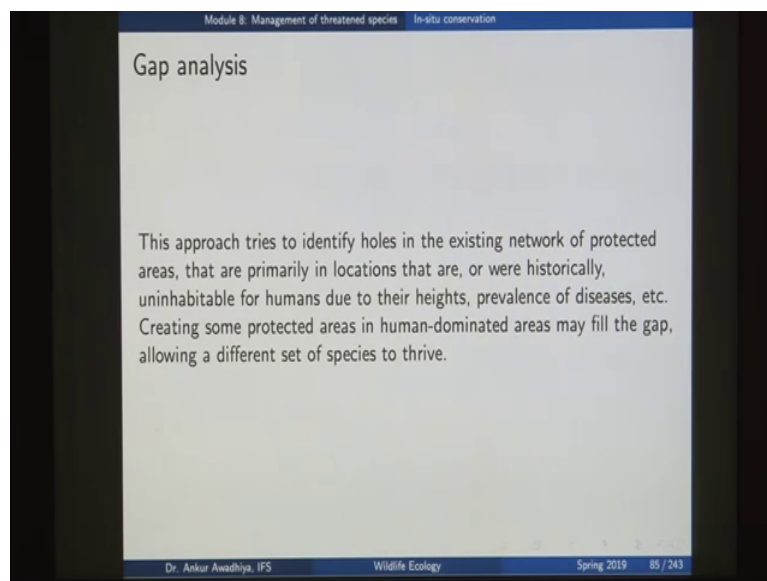 Module 8: Management of threatened species In-situ conservation
Gap analysis
This approach tries to identify holes in the existing network of protected
areas, that are primarily in locations that are, or were historically,
uninhabitable for humans due to their heights, prevalence of diseases, etc.
Creating some protected areas in human-dominated areas may fill the gap,
allowing a different set of species to thrive.
Dr. Ankur Awadhiya, IFS Wildlife Ecology Spring 2019 85 / 243